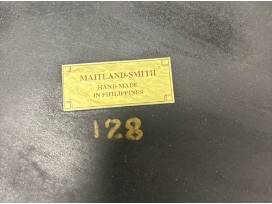 MAITLAND-SMITH
HAND MADE
IN PHILIPPINES
128